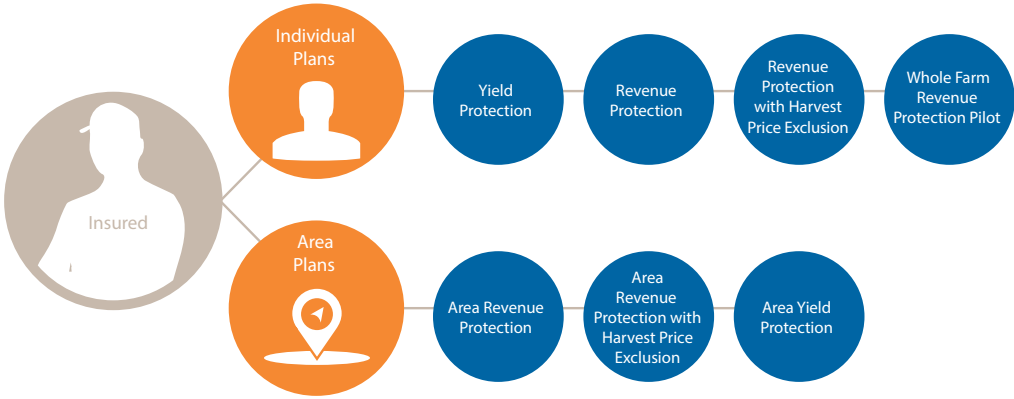 Insured
Individual
Plans
Yield
Protection
Revenue
Protection
Revenue
Protection
with Harvest
Price Exclusion
Whole Farm
Revenue
Protection Pilot
Area
Plans
Area Revenue
Protection
Area
Revenue
Protection with
Harvest Price
Exclusion
Area Yield
Protection